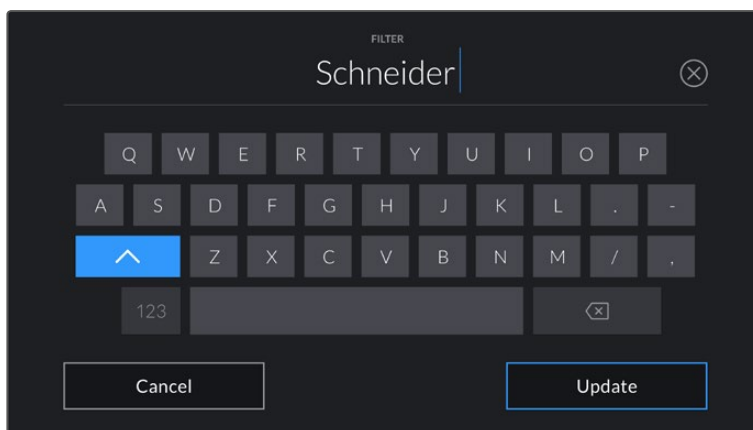 FILTER
Schneider
Q W E R T Y U I O P
A S D F G H J K L . -
Z X C V B N M / ,
123
Cancel Update